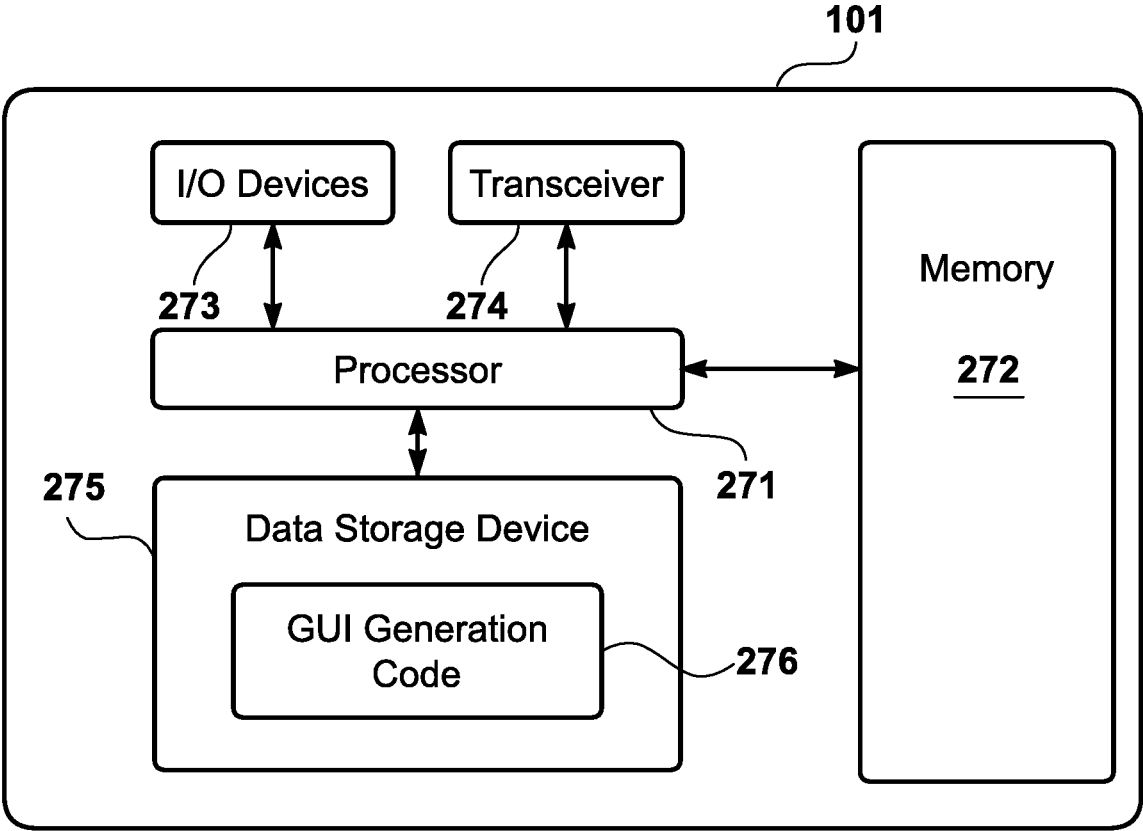 101
I/O Devices
Transceiver
Memory
273
274
272
Processor
271
275
Data Storage Device
GUI Generation
Code
276